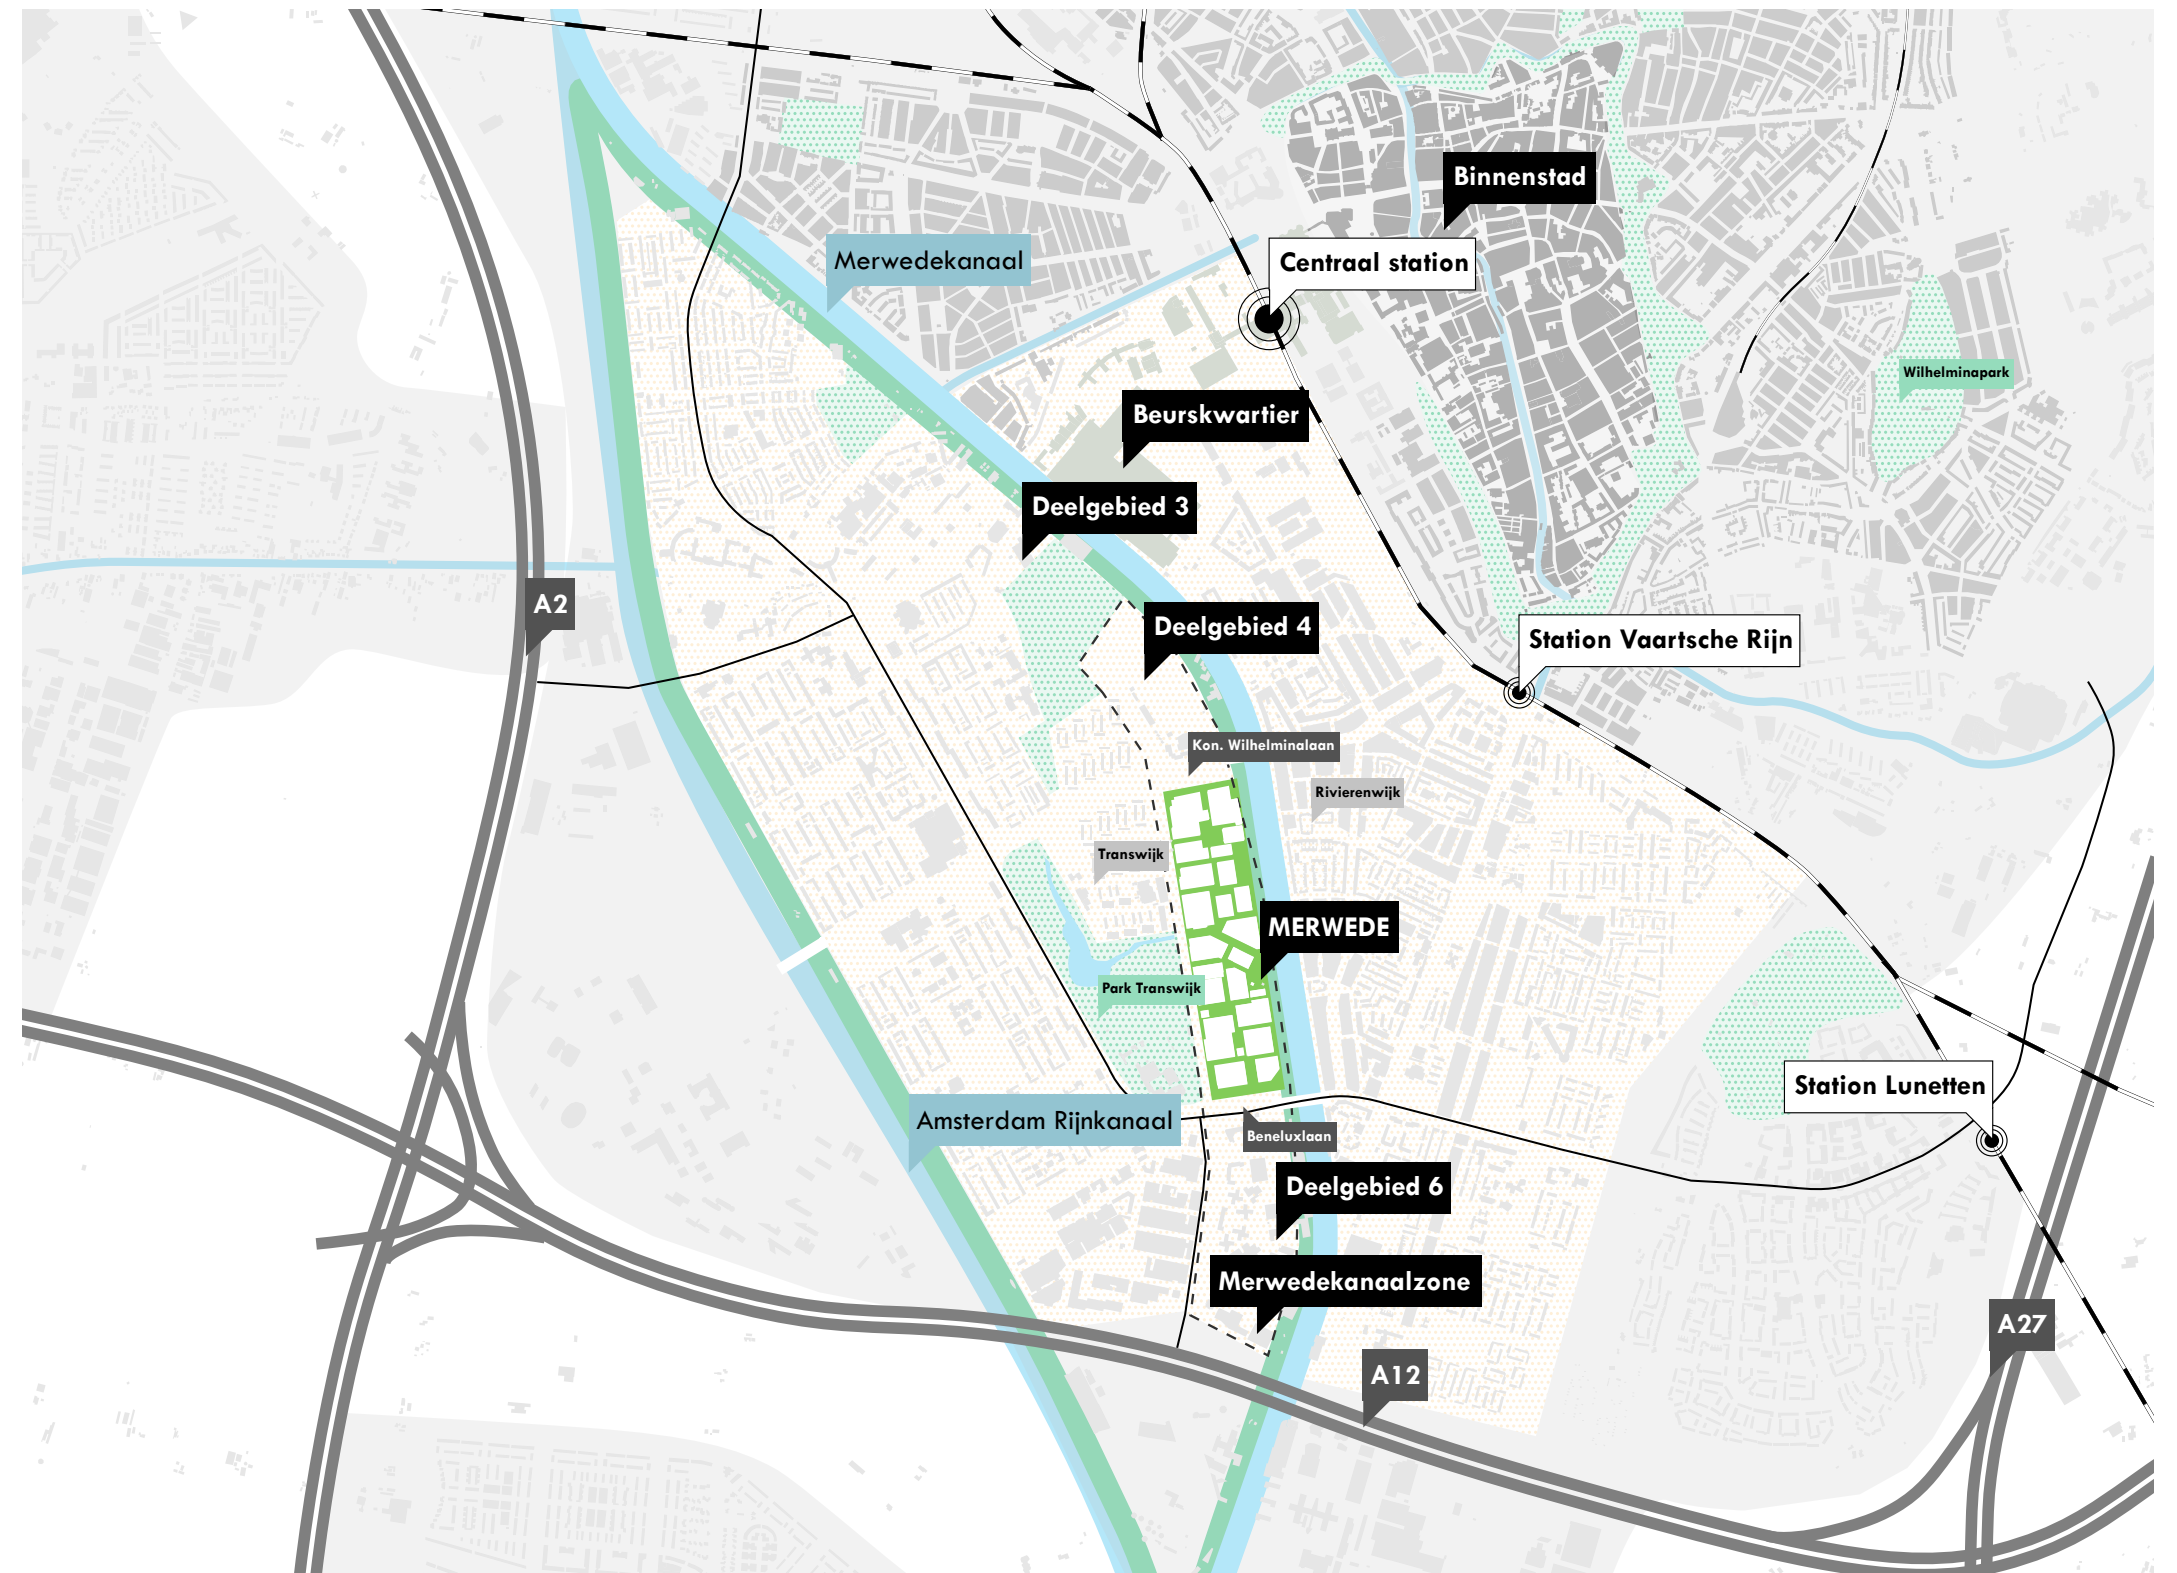 Binnenstad
Merwedekanaal
Centraal station
Wilhelminapark
Beurskwartier
Deelgebied 3
A2
Deelgebied 4
Station Vaartsche Rijn
Kon. Wilhelminalaan
Rivierenwijk
Transwijk
MERWEDE
Park Transwijk
Station Lunetten
Amsterdam Rijnkanaal
Beneluxlaan
Deelgebied 6
Merwedekanaalzone
A27
A12